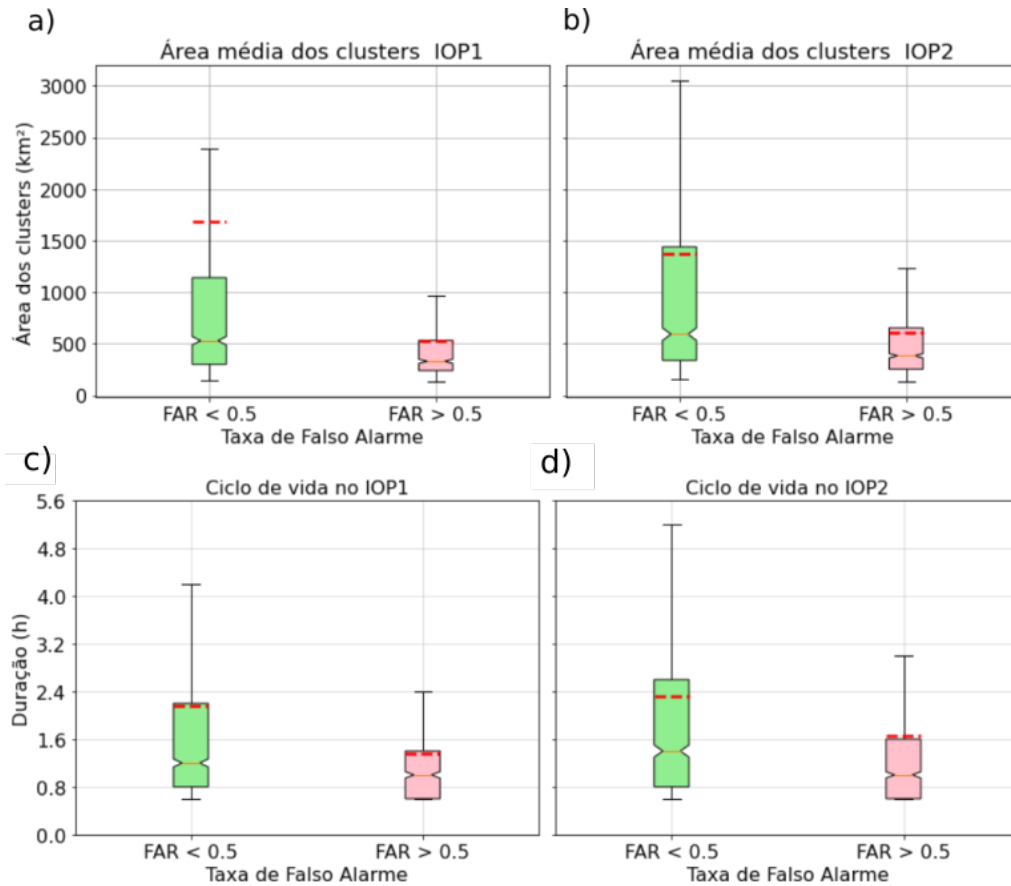 a)
Área média dos clusters  IOP1
Área dos clusters (km²)
3000
2500
2000
1500
1000
500
0
FAR < 0.5
FAR > 0.5
Taxa de Falso Alarme
b)
Área média dos clusters  IOP2
FAR < 0.5
FAR > 0.5
Taxa de Falso Alarme
c)
Ciclo de vida no IOP1
Duração (h)
5.6
4.8
4.0
3.2
2.4
1.6
0.8
0.0
FAR < 0.5
FAR > 0.5
Taxa de Falso Alarme
d)
Ciclo de vida no IOP2
FAR < 0.5
FAR > 0.5
Taxa de Falso Alarme